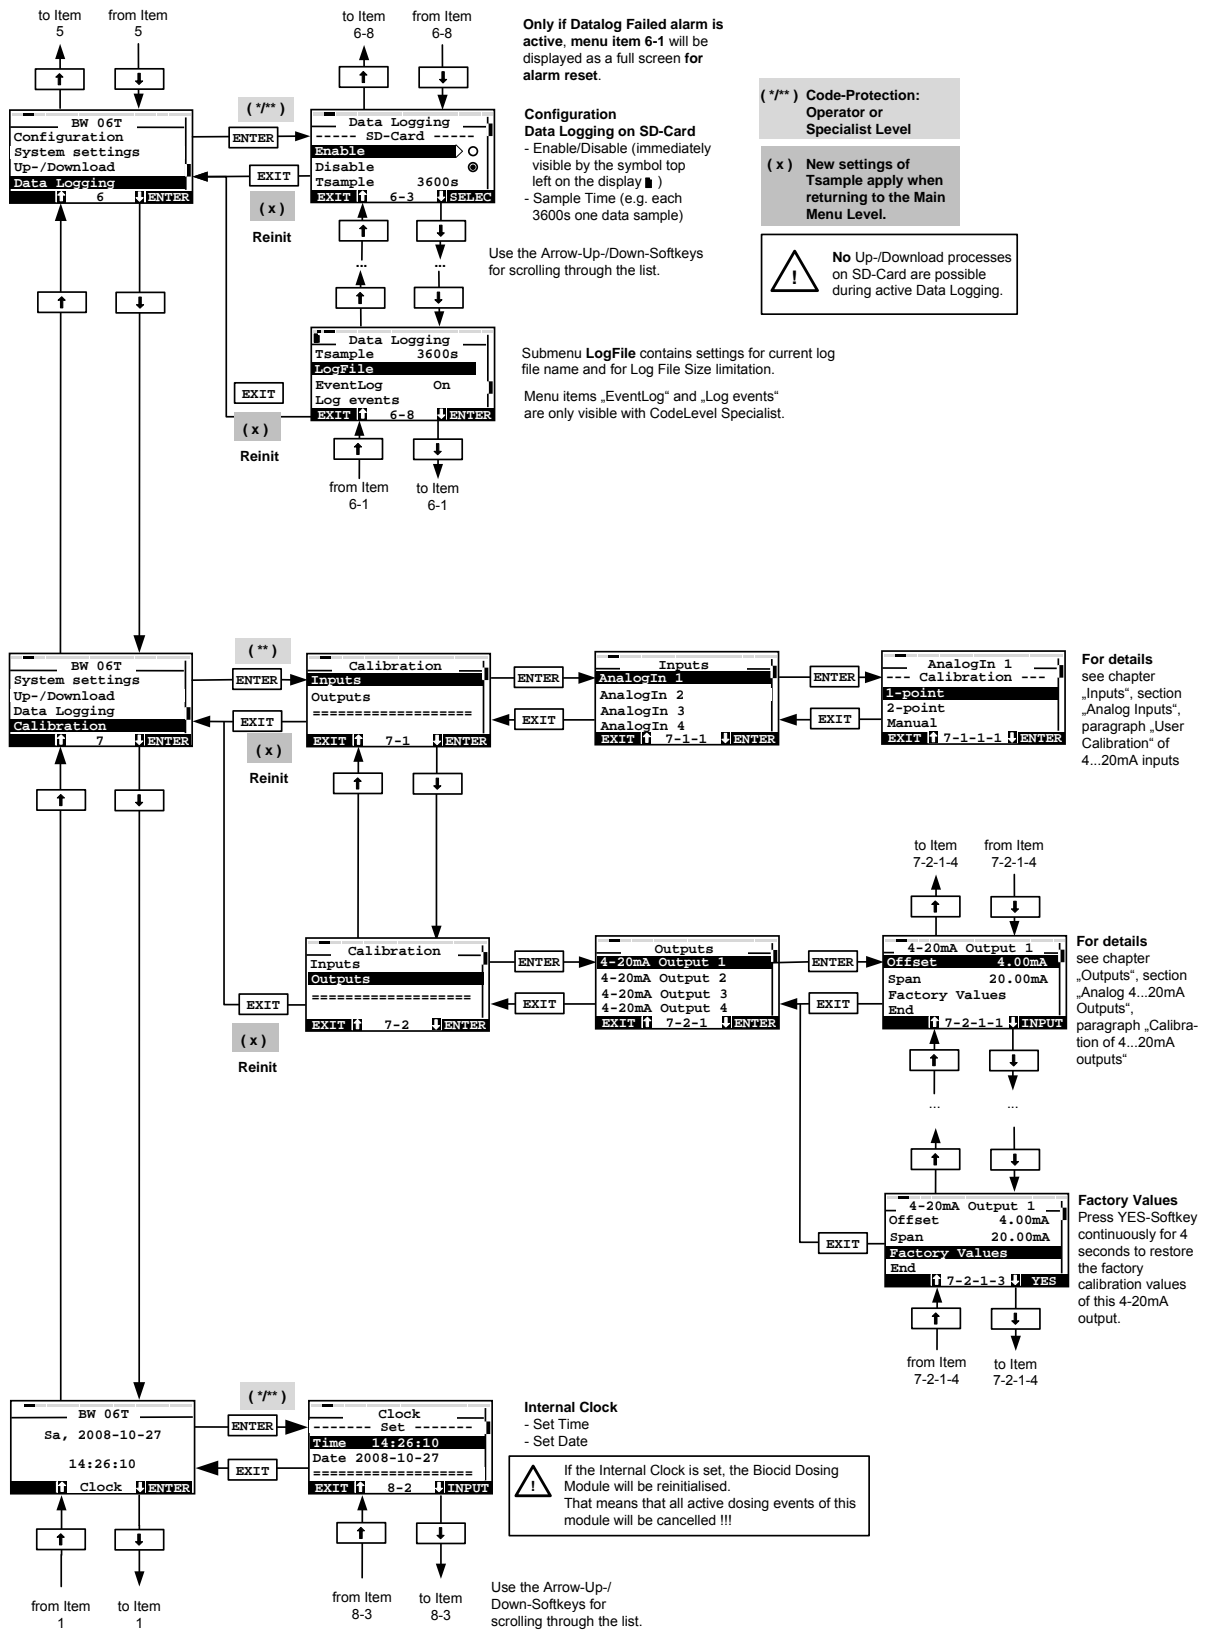 to Item
5
from Item
5
to Item
6-8
from Item
6-8
Only if Datalog Failed alarm is
active, menu item 6-1 will be
displayed as a full screen for
alarm reset.
( */** ) Code-Protection:
Operator or
Specialist Level
( x ) New settings of
Tsample apply when
returning to the Main
Menu Level.
! No Up-/Download processes
on SD-Card are possible
during active Data Logging.
BW 06T
Configuration
System settings
Up-/Download
Data Logging
6 ENTER
( */** )
ENTER
EXIT
( x )
Reinit
Data Logging
----- SD-Card -----
Enable
Disable
Tsample 3600s
EXIT 6-3 SELEC
Configuration
Data Logging on SD-Card
- Enable/Disable (immediately
visible by the symbol top
left on the display )
- Sample Time (e.g. each
3600s one data sample)
Use the Arrow-Up-/Down-Softkeys
for scrolling through the list.
...
Data Logging
Tsample 3600s
LogFile
EventLog On
Log events
EXIT 6-8 ENTER
EXIT
( x )
Reinit
Submenu LogFile contains settings for current log
file name and for Log File Size limitation.
Menu items „EventLog“ and „Log events“
are only visible with CodeLevel Specialist.
from Item
6-1
to Item
6-1
BW 06T
System settings
Up-/Download
Data Logging
Calibration
7 ENTER
( ** )
ENTER
EXIT
( x )
Reinit
Calibration
Inputs
Outputs
===================
EXIT 7-1 ENTER
ENTER
EXIT
Inputs
AnalogIn 1
AnalogIn 2
AnalogIn 3
AnalogIn 4
EXIT 7-1-1 ENTER
ENTER
EXIT
AnalogIn 1
--- Calibration ---
1-point
2-point
Manual
EXIT 7-1-1-1 ENTER
For details
see chapter
„Inputs“, section
„Analog Inputs“,
paragraph „User
Calibration“ of
4...20mA inputs
to Item
7-2-1-4
from Item
7-2-1-4
Calibration
Inputs
Outputs
===================
EXIT 7-2 ENTER
EXIT
( x )
Reinit
ENTER
EXIT
Outputs
4-20mA Output 1
4-20mA Output 2
4-20mA Output 3
4-20mA Output 4
EXIT 7-2-1 ENTER
ENTER
EXIT
4-20mA Output 1
Offset 4.00mA
Span 20.00mA
Factory Values
End
7-2-1-1 INPUT
For details
see chapter
„Outputs“, section
„Analog 4...20mA
Outputs“,
paragraph „Calibra-
tion of 4...20mA
outputs“
... ...
EXIT
4-20mA Output 1
Offset 4.00mA
Span 20.00mA
Factory Values
End
7-2-1-3 YES
Factory Values
Press YES-Softkey
continuously for 4
seconds to restore
the factory
calibration values
of this 4-20mA
output.
from Item
7-2-1-4
to Item
7-2-1-4
BW 06T
Sa, 2008-10-27
14:26:10
Clock ENTER
( */** )
ENTER
EXIT
Clock
------- Set -------
Time 14:26:10
Date 2008-10-27
===================
EXIT 8-2 INPUT
Internal Clock
- Set Time
- Set Date
! If the Internal Clock is set, the Biocid Dosing
Module will be reinitialised.
That means that all active dosing events of this
module will be cancelled !!!
from Item
1
to Item
1
from Item
8-3
to Item
8-3
Use the Arrow-Up-/
Down-Softkeys for
scrolling through the list.